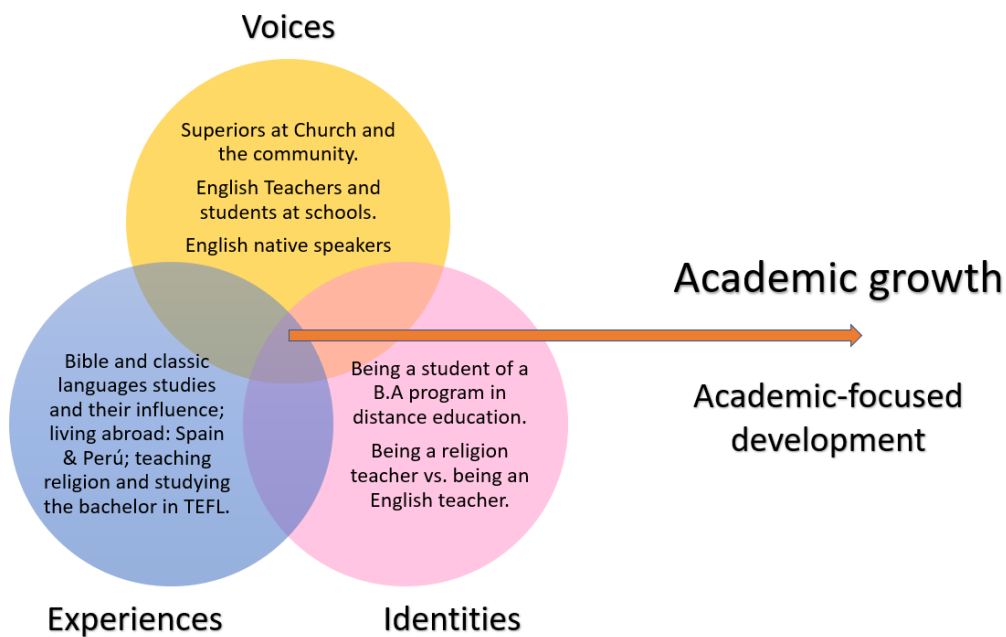 Voices
Superiors at Church and
the community.
English Teachers and
students at schools.
English native speakers
Bible and classic
languages studies
and their influence;
living abroad: Spain
& Perú; teaching
religion and studying
the bachelor in TEFL.
Being a student of a
B.A program in
distance education.
Being a religion
teacher vs. being an
English teacher.
Academic growth
Academic-focused
development
Experiences
Identities